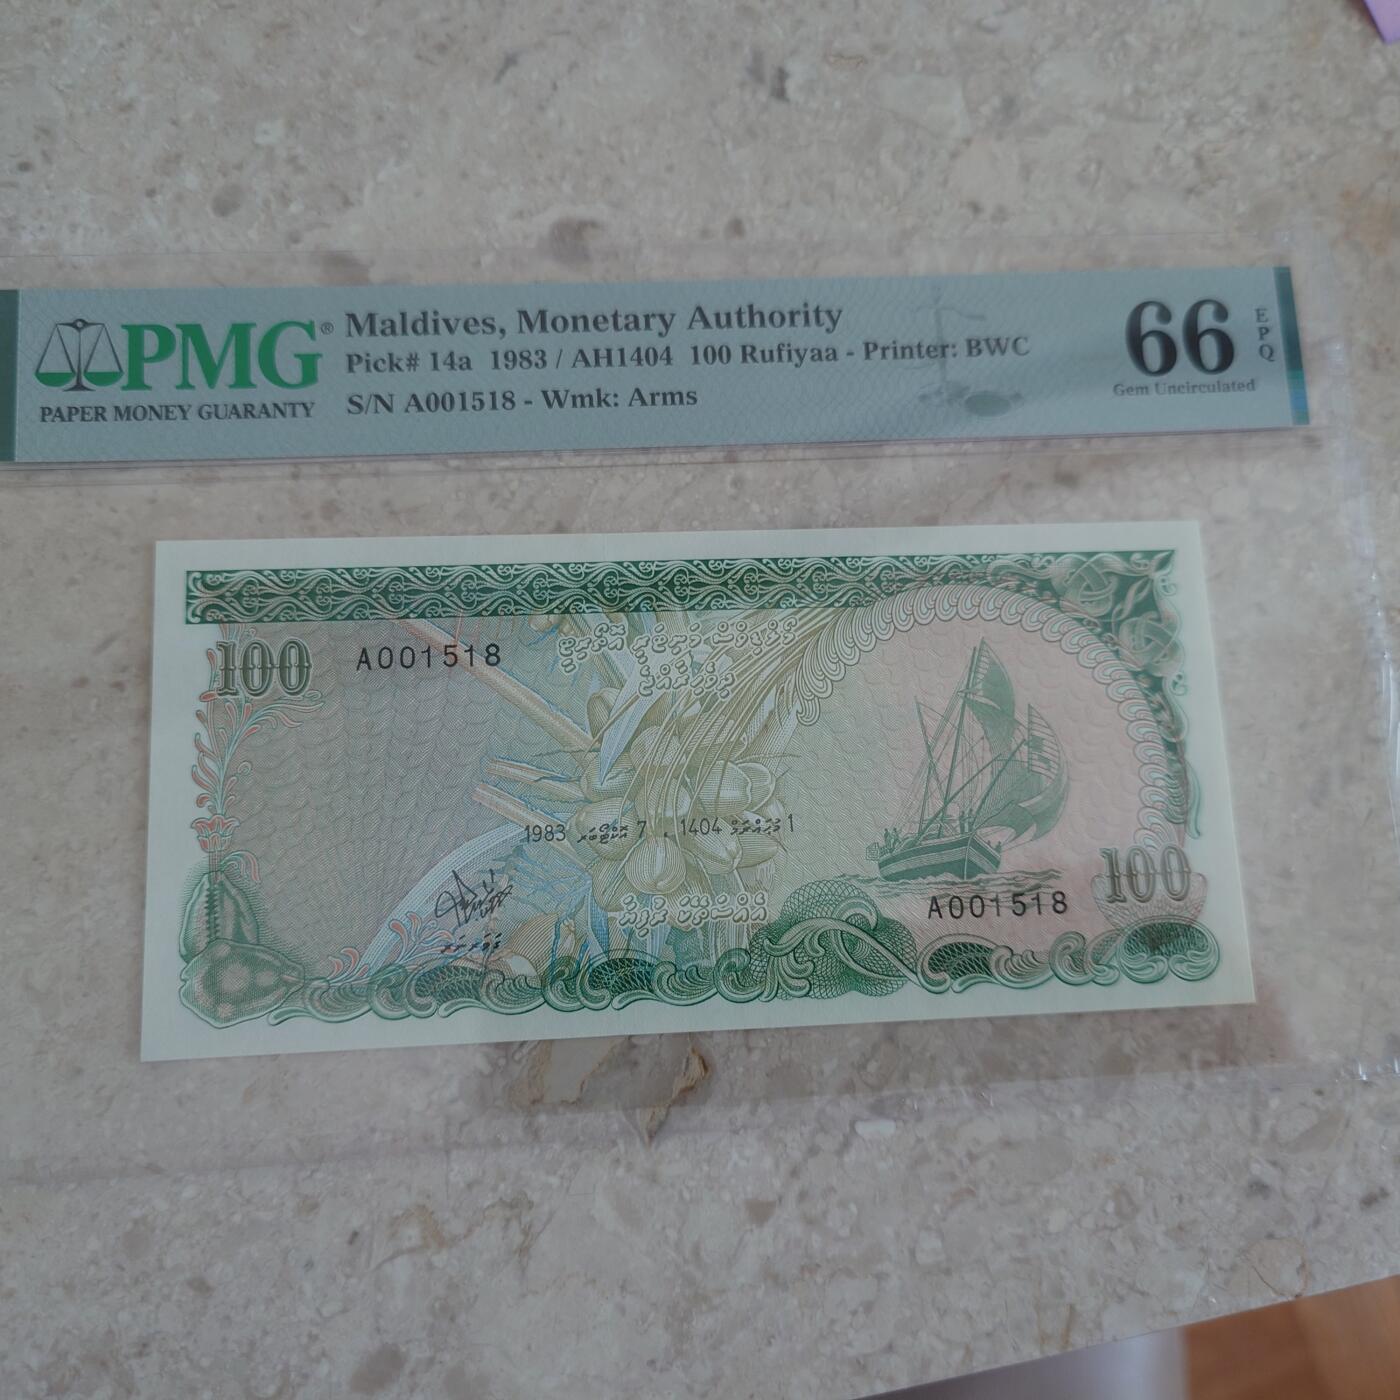 PMG®
PAPER MONEY GUARANTY
Maldives, Monetary Authority
Pick# 14a 1983 / AH1404 100 Rufiyaa - Printer: BWC
S/N A001518 - Wmk: Arms
66
EPQ
Gem Uncirculated
100
A001518
1 މުޙައްރަމް 1404 ، 7 އޮކްޓޫބަރ 1983
ގަވަރުނަރު
A001518
100